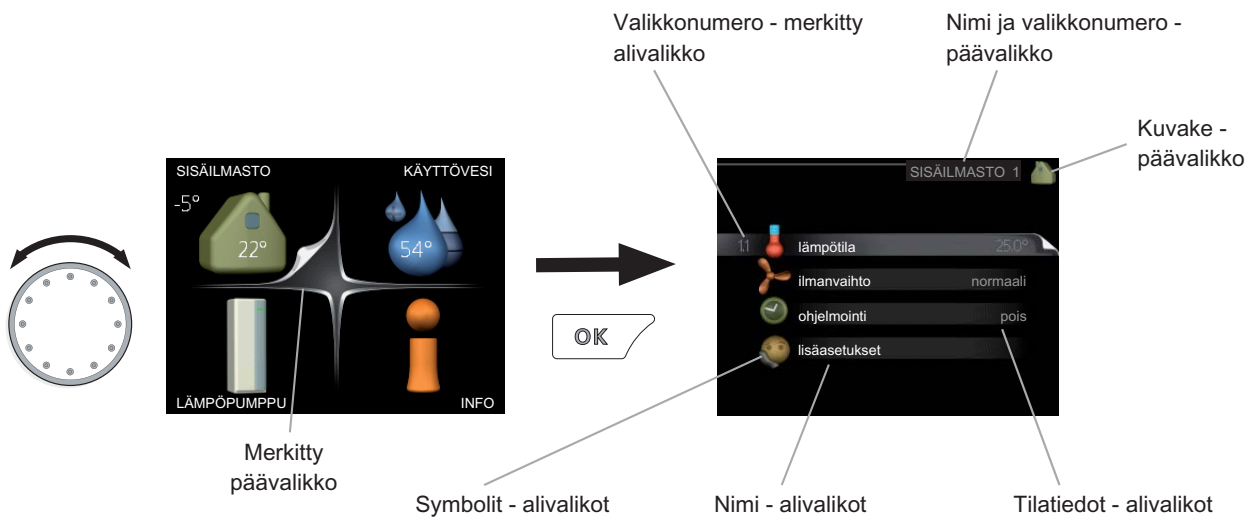 Valikkonumero - merkitty
alivalikko
Nimi ja valikkonumero -
päävalikko
Kuvake -
päävalikko
SISÄILMASTO
KÄYTTÖVESI
-5°
22°
54°
LÄMPÖPUMPPU
INFO
OK
SISÄILMASTO 1
1.1
lämpötila
25.0°
ilmanvaihto
normaali
ohjelmointi
pois
lisäasetukset
Merkitty
päävalikko
Symbolit - alivalikot
Nimi - alivalikot
Tilatiedot - alivalikot